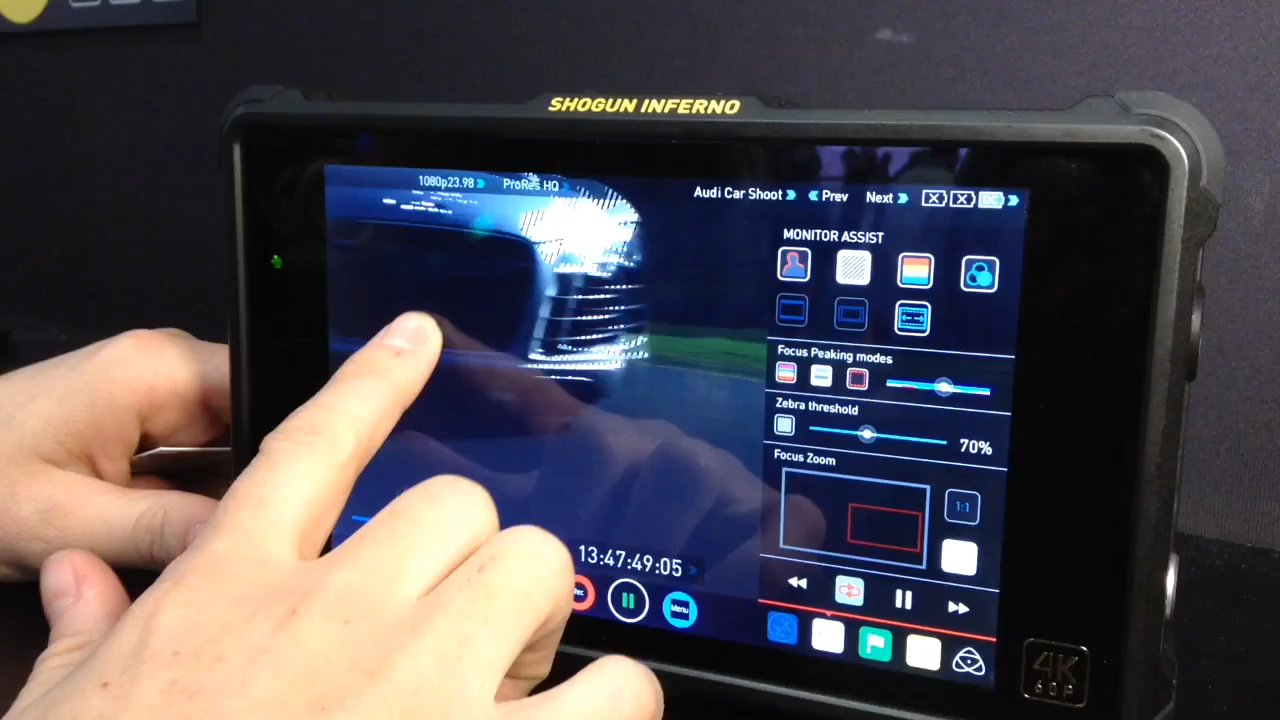 SHOGUN INFERNO
1080p23.98 ProRes HQ
Audi Car Shoot Prev Next DC
MONITOR ASSIST
Focus Peaking modes
Zebra threshold
70%
Focus Zoom
1:1
13:47:49:05
Rec Menu
4K
60P